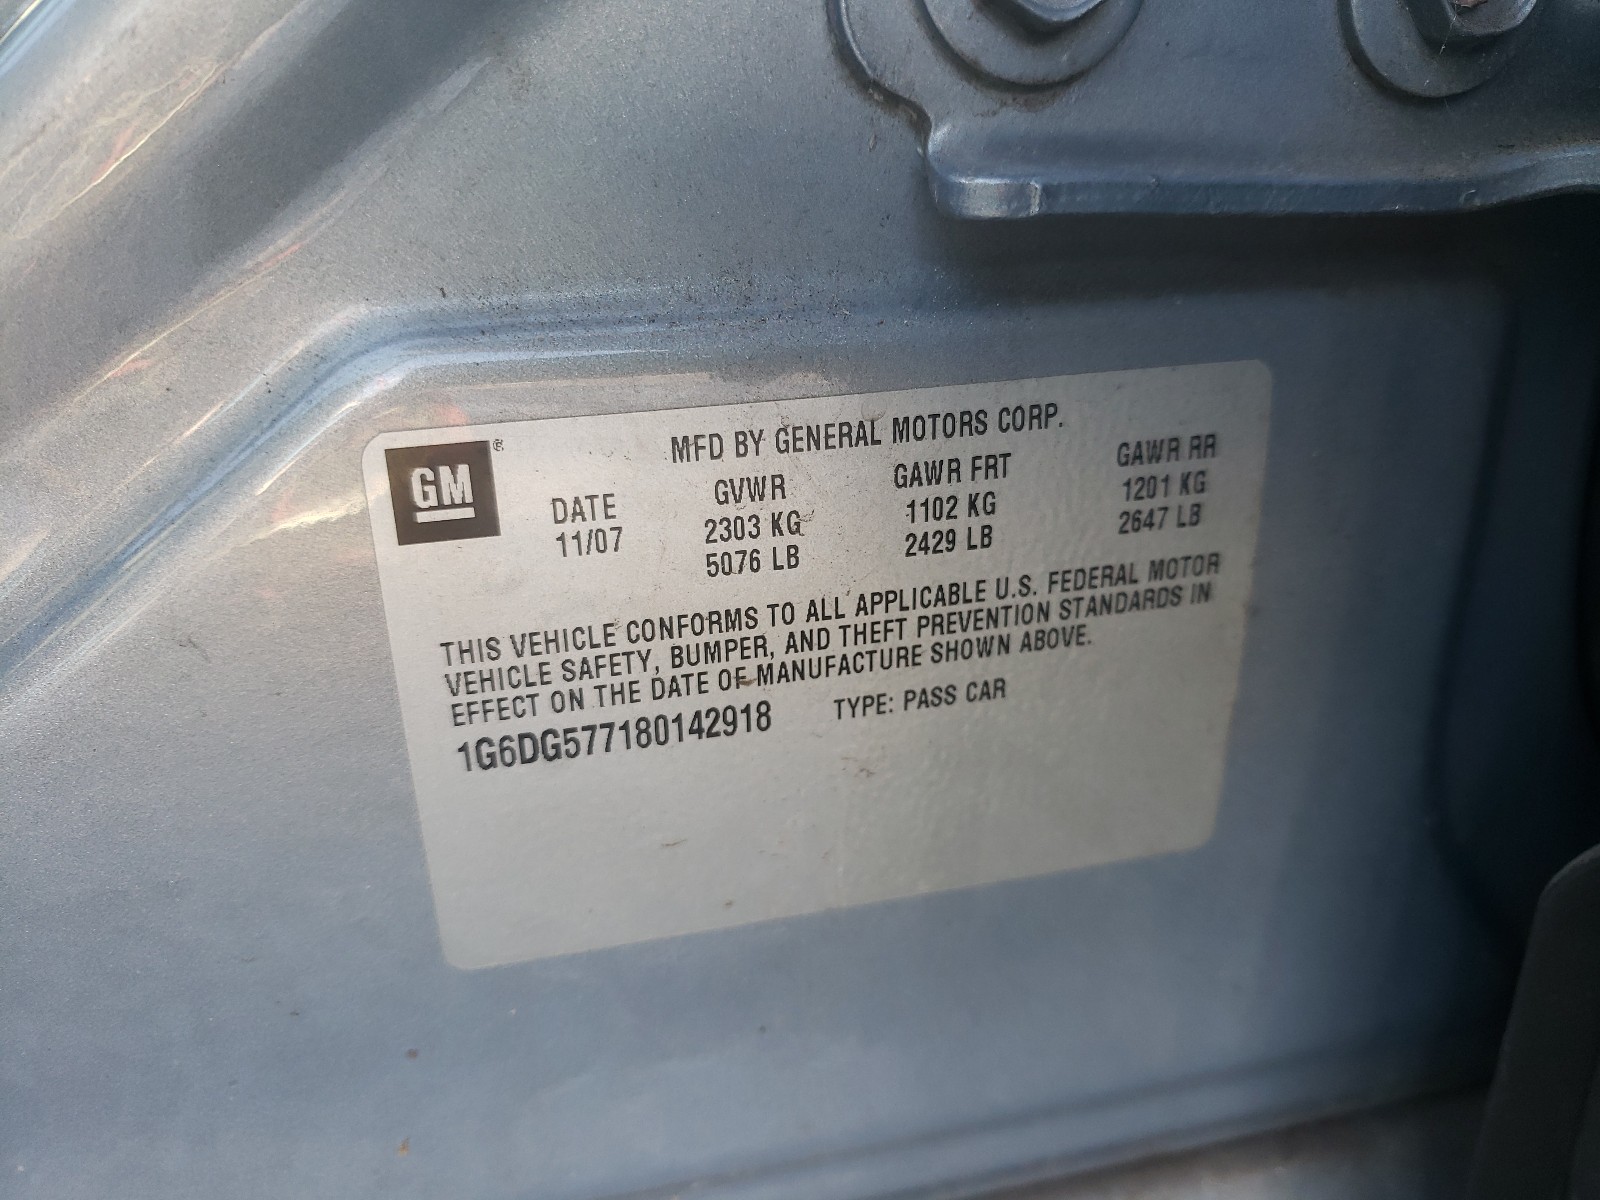 GM®
MFD BY GENERAL MOTORS CORP.
DATE GVWR GAWR FRT GAWR RR
11/07 2303 KG 1102 KG 1201 KG
5076 LB 2429 LB 2647 LB
THIS VEHICLE CONFORMS TO ALL APPLICABLE U.S. FEDERAL MOTOR
VEHICLE SAFETY, BUMPER, AND THEFT PREVENTION STANDARDS IN
EFFECT ON THE DATE OF MANUFACTURE SHOWN ABOVE.
1G6DG577180142918 TYPE: PASS CAR